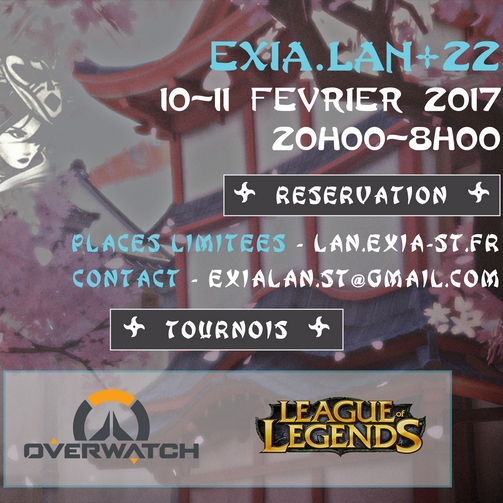 EXIA.LAN+22
10~11 FEVRIER 2017
20H00~8H00
RESERVATION
PLACES LIMITEES - LAN.EXIA-ST.FR
CONTACT - EXIALAN.ST@GMAIL.COM
TOURNOIS
OVERWATCH
LEAGUE of LEGENDS